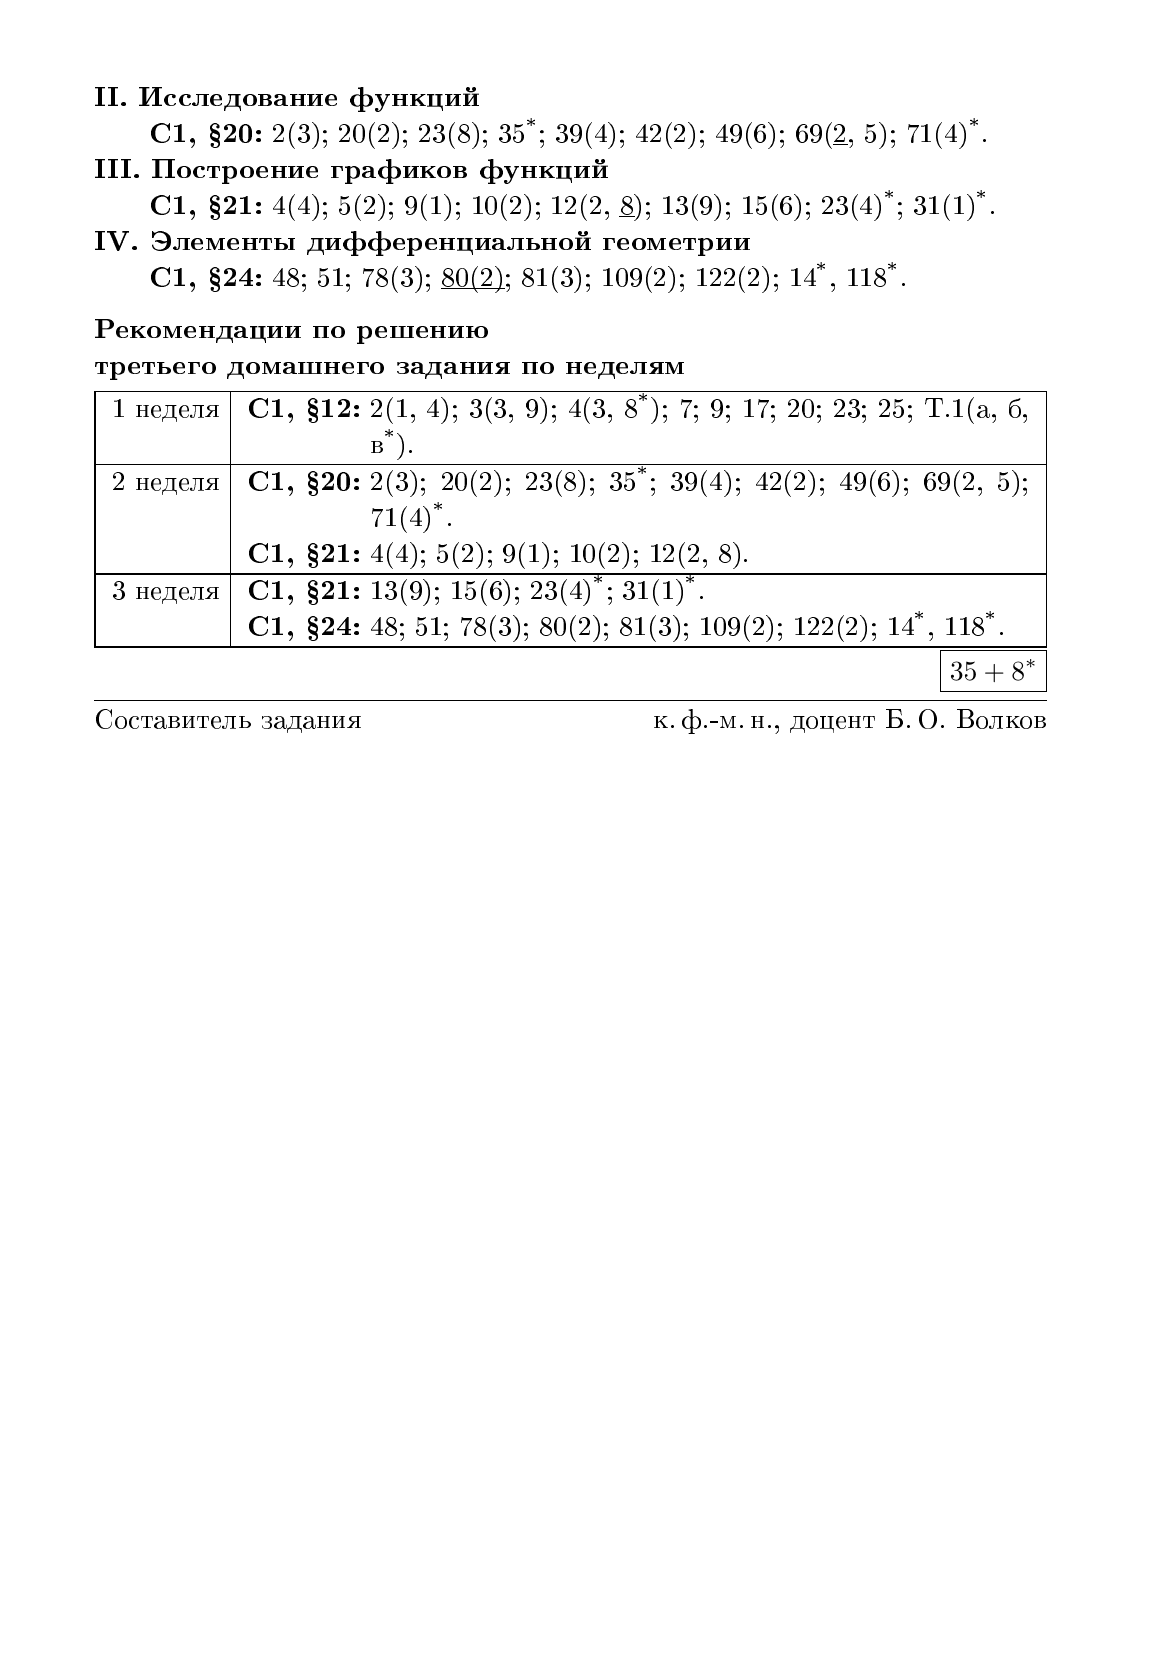 II. Исследование функций
С1, §20: 2(3); 20(2); 23(8); 35*; 39(4); 42(2); 49(6); 69(2, 5); 71(4)*.
III. Построение графиков функций
С1, §21: 4(4); 5(2); 9(1); 10(2); 12(2, 8); 13(9); 15(6); 23(4)*; 31(1)*.
IV. Элементы дифференциальной геометрии
С1, §24: 48; 51; 78(3); 80(2); 81(3); 109(2); 122(2); 14*, 118*.
Рекомендации по решению
третьего домашнего задания по неделям
1 неделя С1, §12: 2(1, 4); 3(3, 9); 4(3, 8*); 7; 9; 17; 20; 23; 25; Т.1(а, б,
в*).
2 неделя С1, §20: 2(3); 20(2); 23(8); 35*; 39(4); 42(2); 49(6); 69(2, 5);
71(4)*.
С1, §21: 4(4); 5(2); 9(1); 10(2); 12(2, 8).
3 неделя С1, §21: 13(9); 15(6); 23(4)*; 31(1)*.
С1, §24: 48; 51; 78(3); 80(2); 81(3); 109(2); 122(2); 14*, 118*.
35 + 8*
Составитель задания к. ф.-м. н., доцент Б. О. Волков